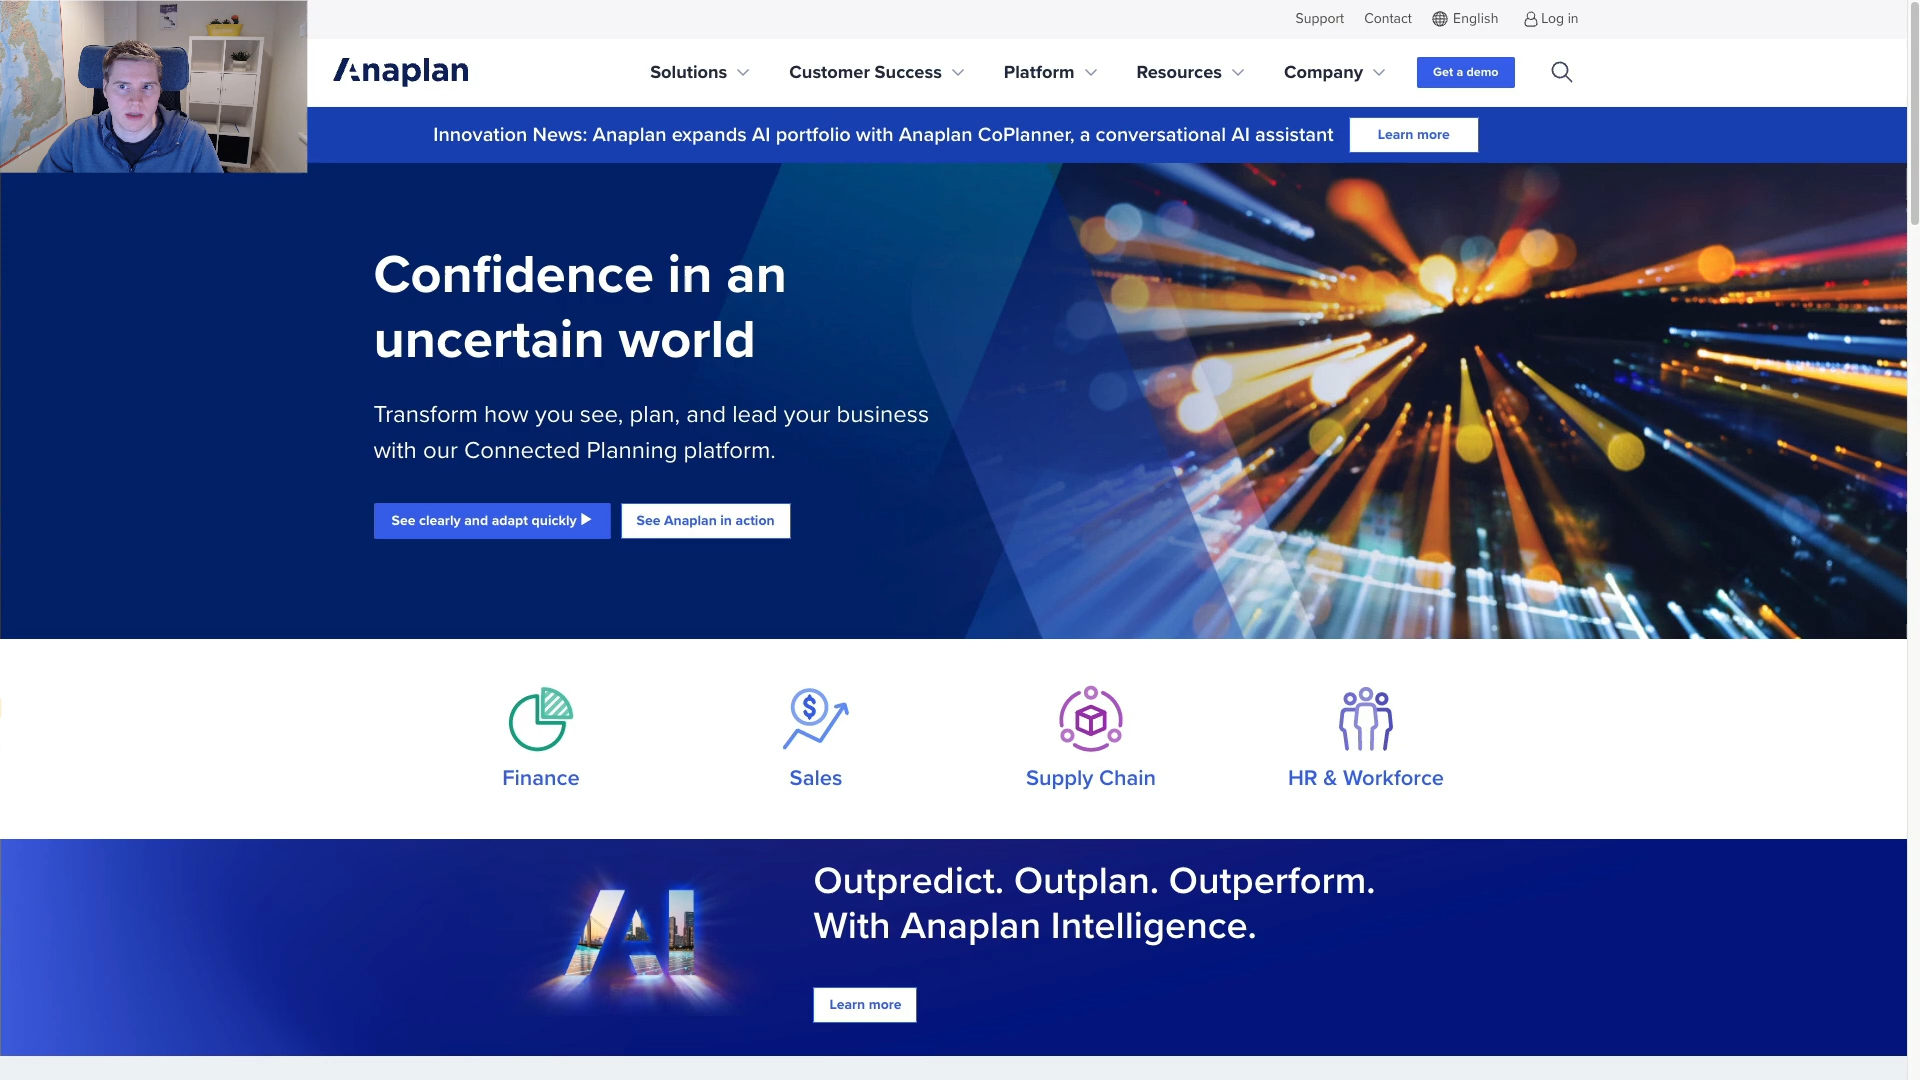 Support Contact English Log in
Anaplan Solutions Customer Success Platform Resources Company Get a demo
Innovation News: Anaplan expands AI portfolio with Anaplan CoPlanner, a conversational AI assistant Learn more
Confidence in an
uncertain world
Transform how you see, plan, and lead your business
with our Connected Planning platform.
See clearly and adapt quickly See Anaplan in action
Finance Sales Supply Chain HR & Workforce
AI
Outpredict. Outplan. Outperform.
With Anaplan Intelligence.
Learn more